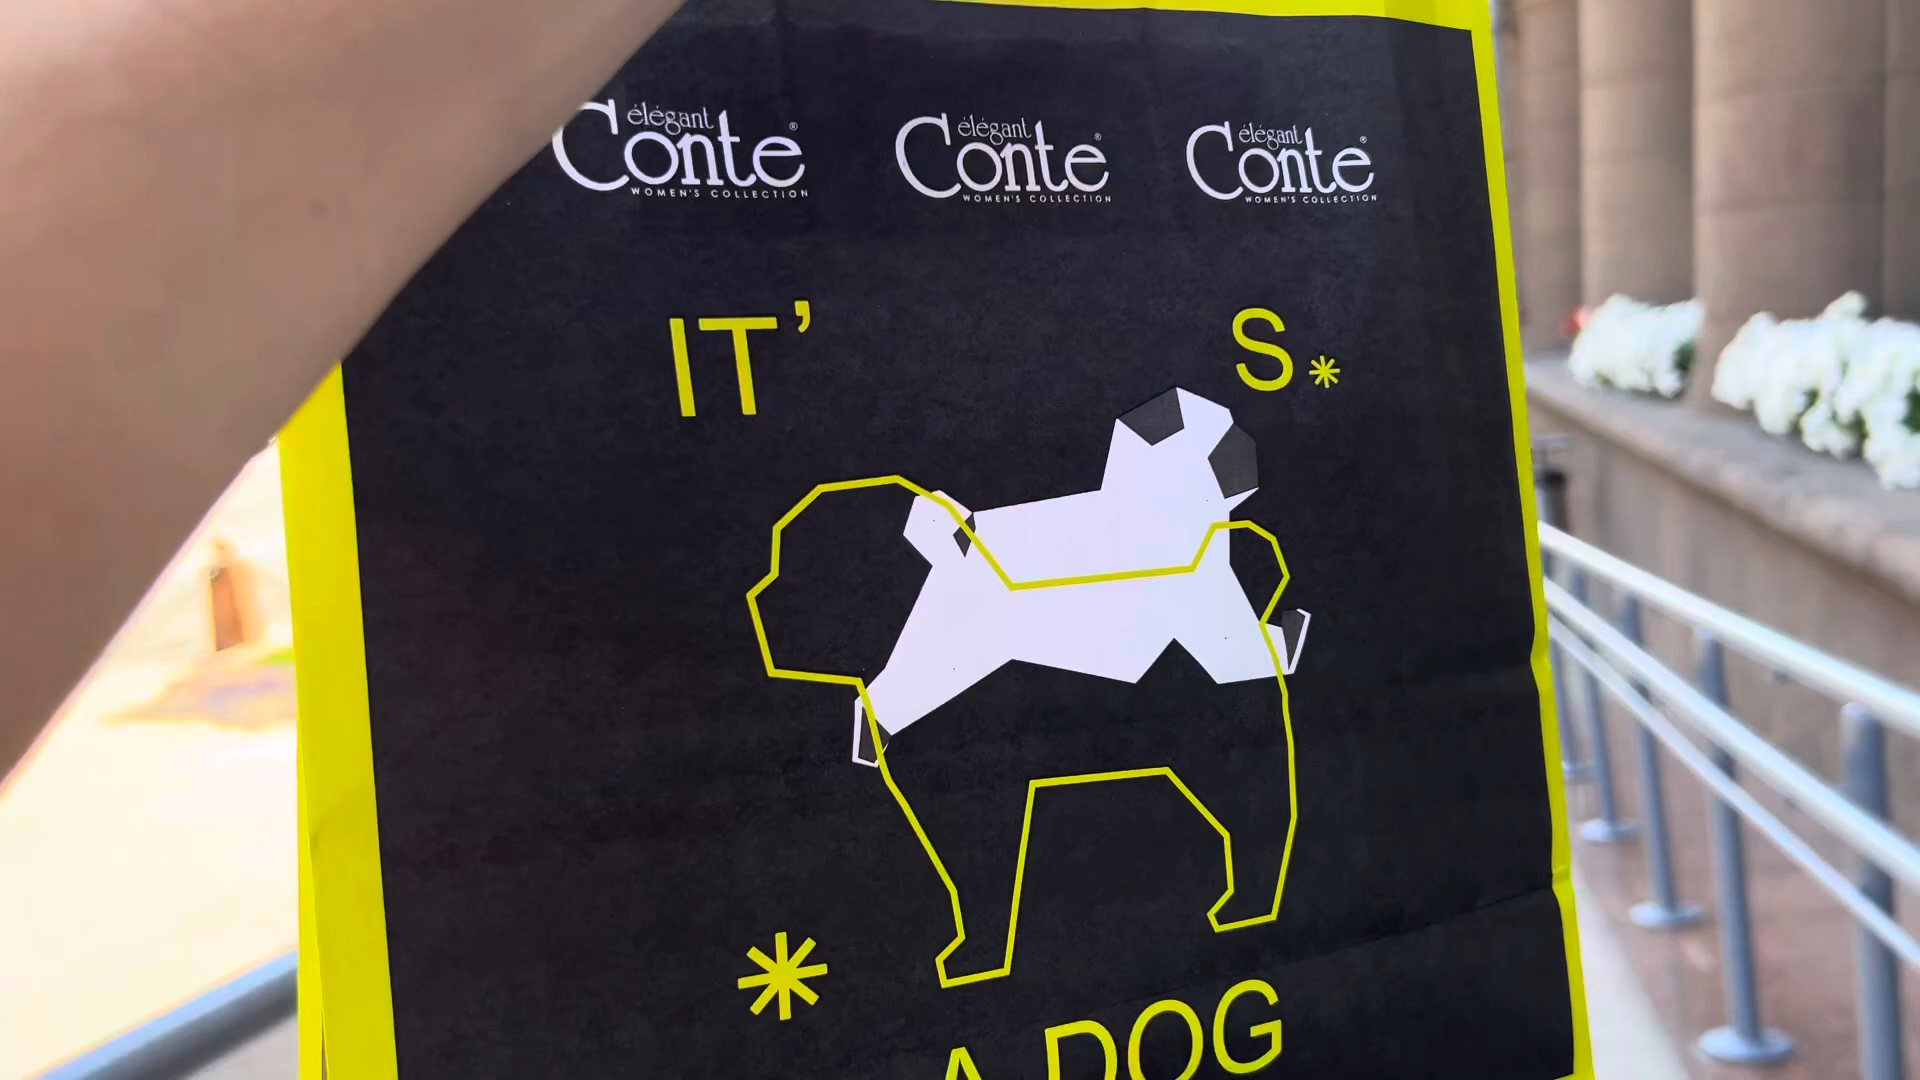 élégant
Conte®
WOMEN'S COLLECTION
élégant
Conte®
WOMEN'S COLLECTION
élégant
Conte®
WOMEN'S COLLECTION
IT' S*
* A DOG